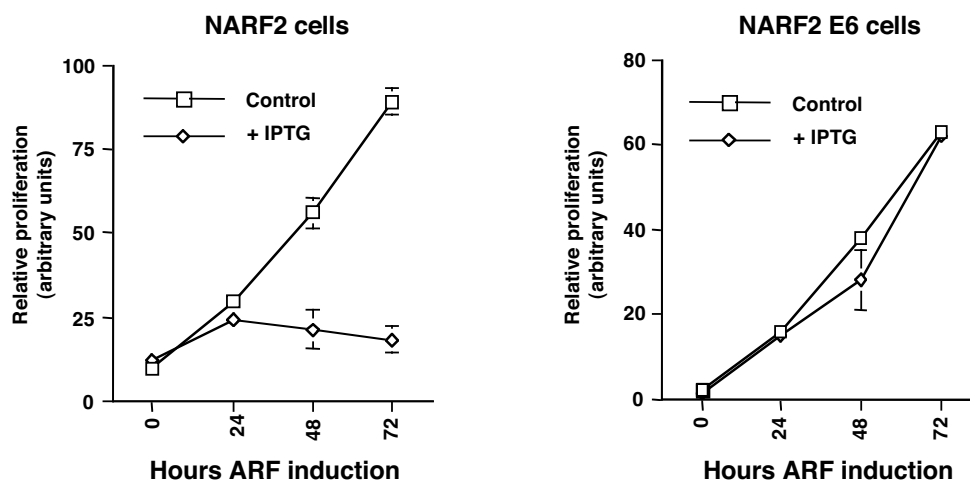 NARF2 cells
Relative proliferation
(arbitrary units)
100
75
50
25
0
Control
+ IPTG
0
24
48
72
Hours ARF induction
NARF2 E6 cells
Relative proliferation
(arbitrary units)
80
60
40
20
0
Control
+ IPTG
0
24
48
72
Hours ARF induction